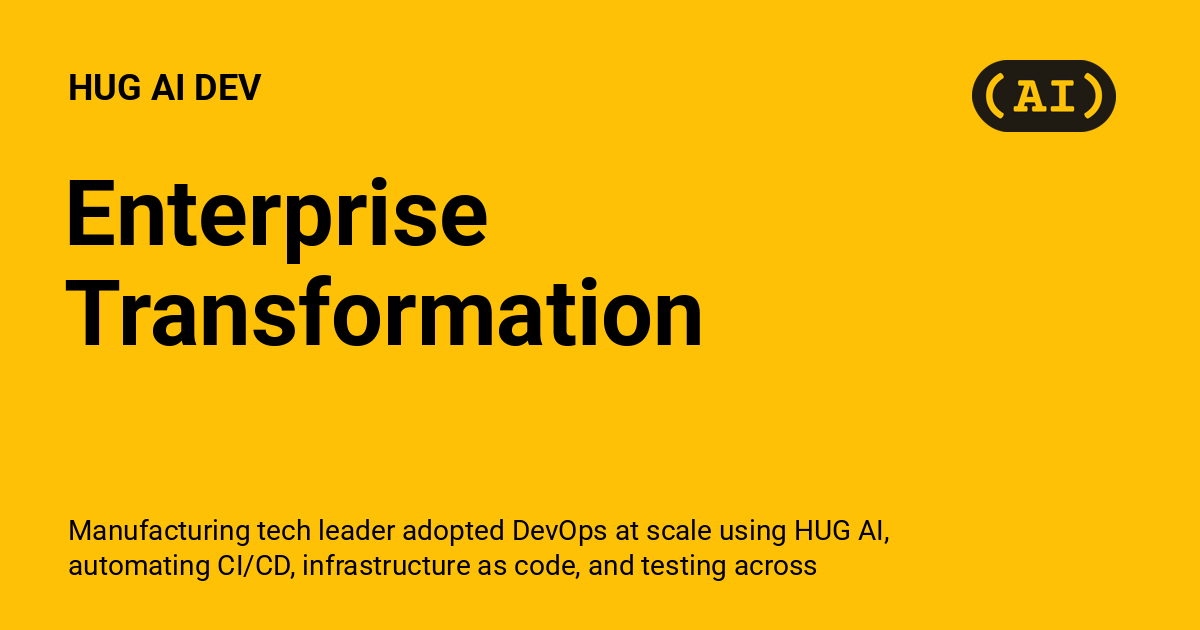 HUG AI DEV
(AI)
Enterprise
Transformation
Manufacturing tech leader adopted DevOps at scale using HUG AI,
automating CI/CD, infrastructure as code, and testing across